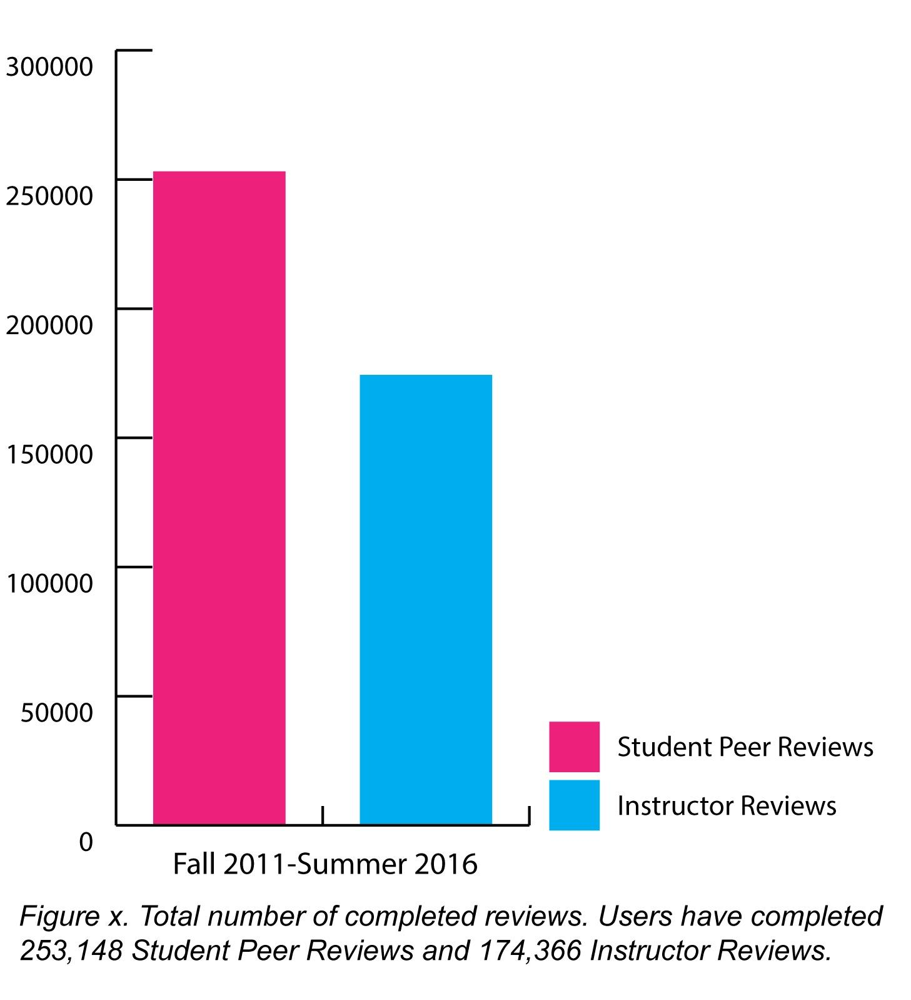 300000
250000
200000
150000
100000
50000
0
Student Peer Reviews
Instructor Reviews
Fall 2011-Summer 2016
Figure x. Total number of completed reviews. Users have completed
253,148 Student Peer Reviews and 174,366 Instructor Reviews.